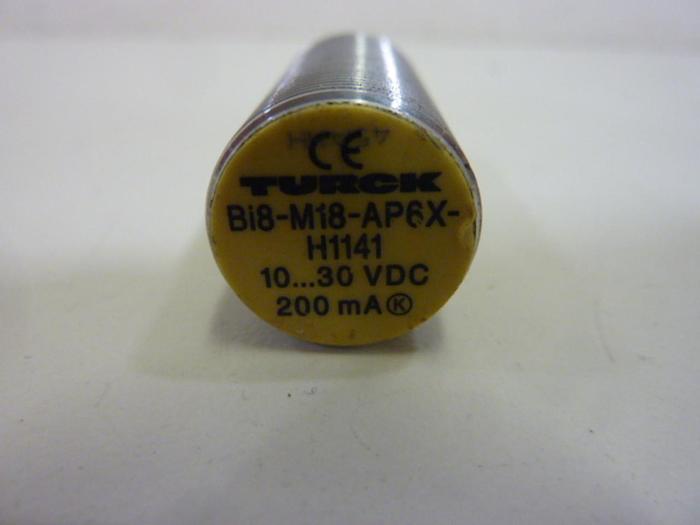 CE
TURCK
Bi8-M18-AP6X-
H1141
10...30 VDC
200 mA Ⓚ